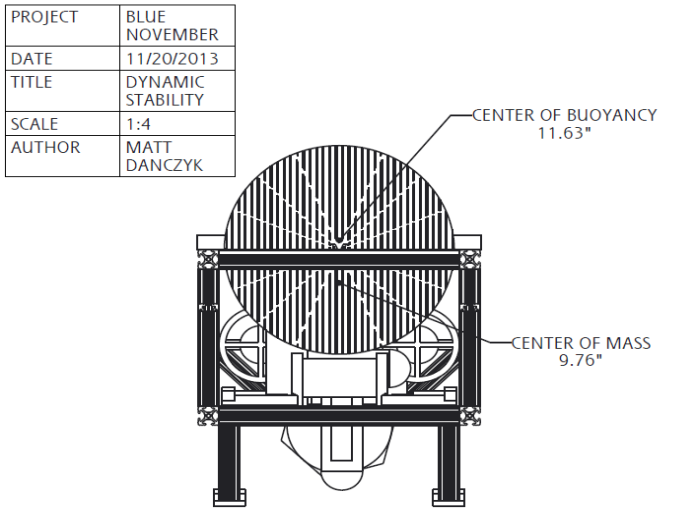 PROJECT BLUE
NOVEMBER
DATE 11/20/2013
TITLE DYNAMIC
STABILITY
SCALE 1:4
AUTHOR MATT
DANCZYK
CENTER OF BUOYANCY
11.63"
CENTER OF MASS
9.76"